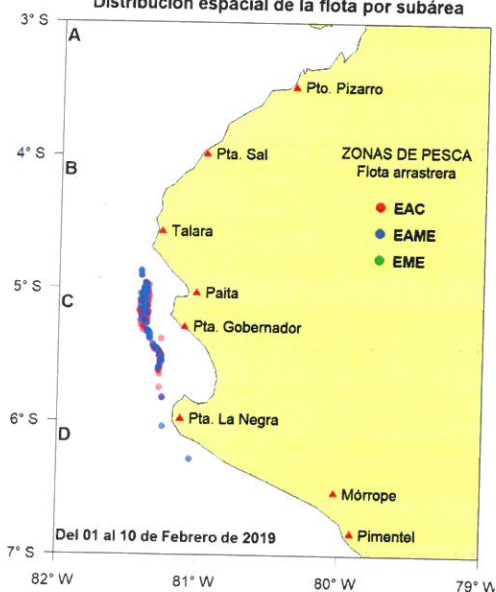 Distribución espacial de la flota por subárea
3° S
A
Pto. Pizarro
4° S
B
Pta. Sal
ZONAS DE PESCA
Flota arrastrera
EAC
EAME
EME
Talara
5° S
C
Paita
Pta. Gobernador
6° S
D
Pta. La Negra
Mórrope
Del 01 al 10 de Febrero de 2019
Pimentel
7° S
82° W
81° W
80° W
79° W